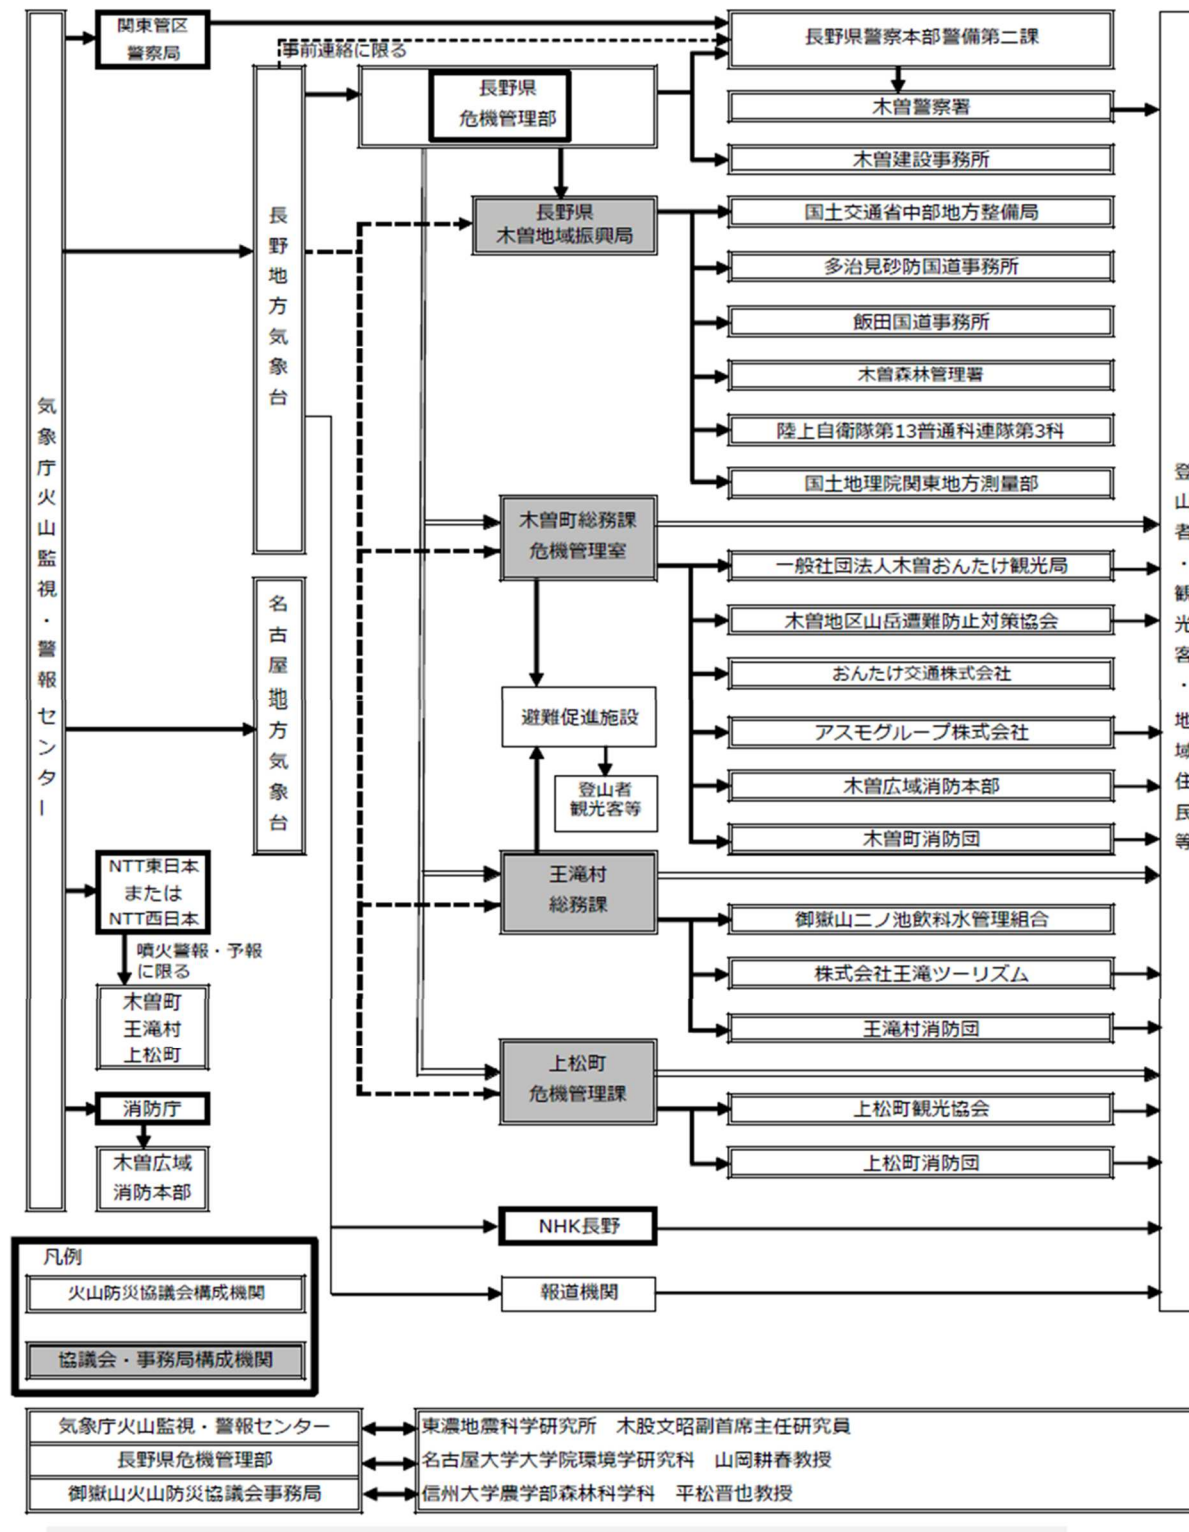 関東管区
警察局
長野県警察本部警備第二課
事前連絡に限る
長野県
危機管理部
木曽警察署
木曽建設事務所
長野地方気象台
長野県
木曽地域振興局
国土交通省中部地方整備局
多治見砂防国道事務所
飯田国道事務所
木曽森林管理署
陸上自衛隊第13普通科連隊第3科
国土地理院関東地方測量部
気象庁火山監視・警報センター
登山者・観光客・地域住民等
木曽町総務課
危機管理室
一般社団法人木曽おんたけ観光局
木曽地区山岳遭難防止対策協会
おんたけ交通株式会社
アスモグループ株式会社
木曽広域消防本部
木曽町消防団
名古屋地方気象台
避難促進施設
登山者
観光客等
NTT東日本
または
NTT西日本
噴火警報・予報
に限る
木曽町
王滝村
上松町
王滝村
総務課
御嶽山二ノ池飲料水管理組合
株式会社王滝ツーリズム
王滝村消防団
上松町
危機管理課
上松町観光協会
上松町消防団
消防庁
木曽広域
消防本部
NHK長野
報道機関
凡例
火山防災協議会構成機関
協議会・事務局構成機関
気象庁火山監視・警報センター
長野県危機管理部
御嶽山火山防災協議会事務局
東濃地震科学研究所 木股文昭副首席主任研究員
名古屋大学大学院環境学研究科 山岡耕春教授
信州大学農学部森林科学科 平松晋也教授